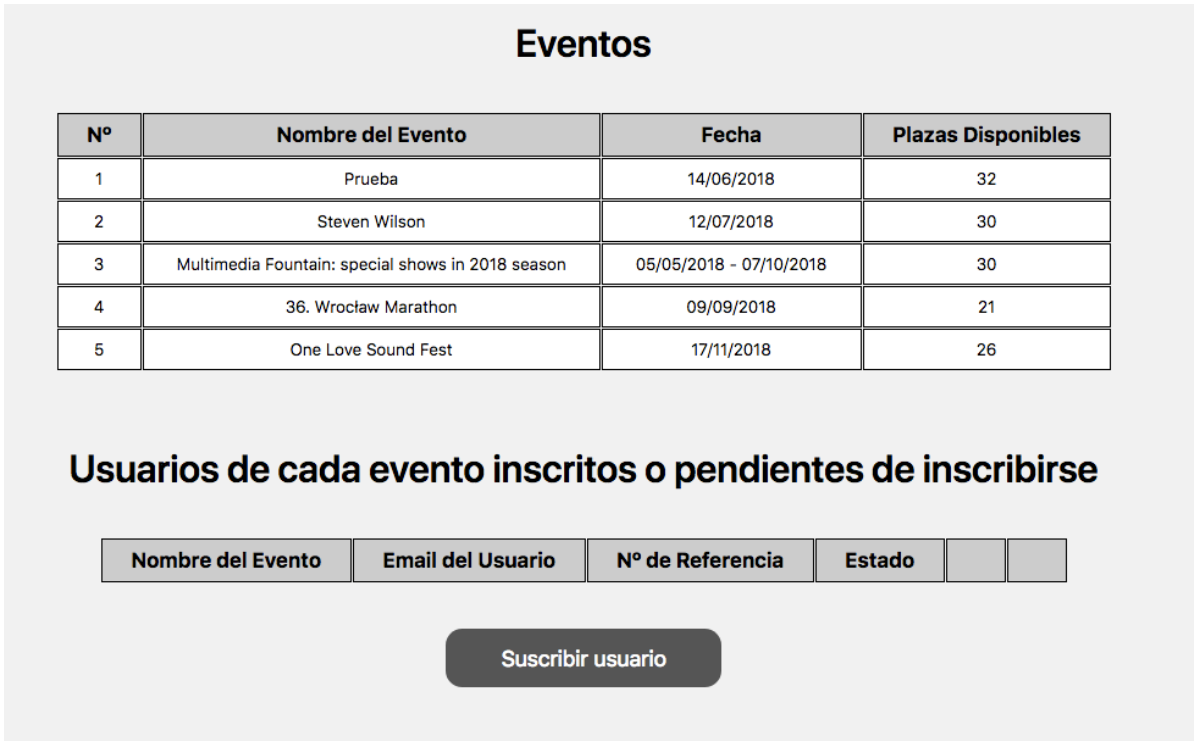 Eventos
Nº Nombre del Evento Fecha Plazas Disponibles
1 Prueba 14/06/2018 32
2 Steven Wilson 12/07/2018 30
3 Multimedia Fountain: special shows in 2018 season 05/05/2018 - 07/10/2018 30
4 36. Wrocław Marathon 09/09/2018 21
5 One Love Sound Fest 17/11/2018 26
Usuarios de cada evento inscritos o pendientes de inscribirse
Nombre del Evento Email del Usuario Nº de Referencia Estado
Suscribir usuario